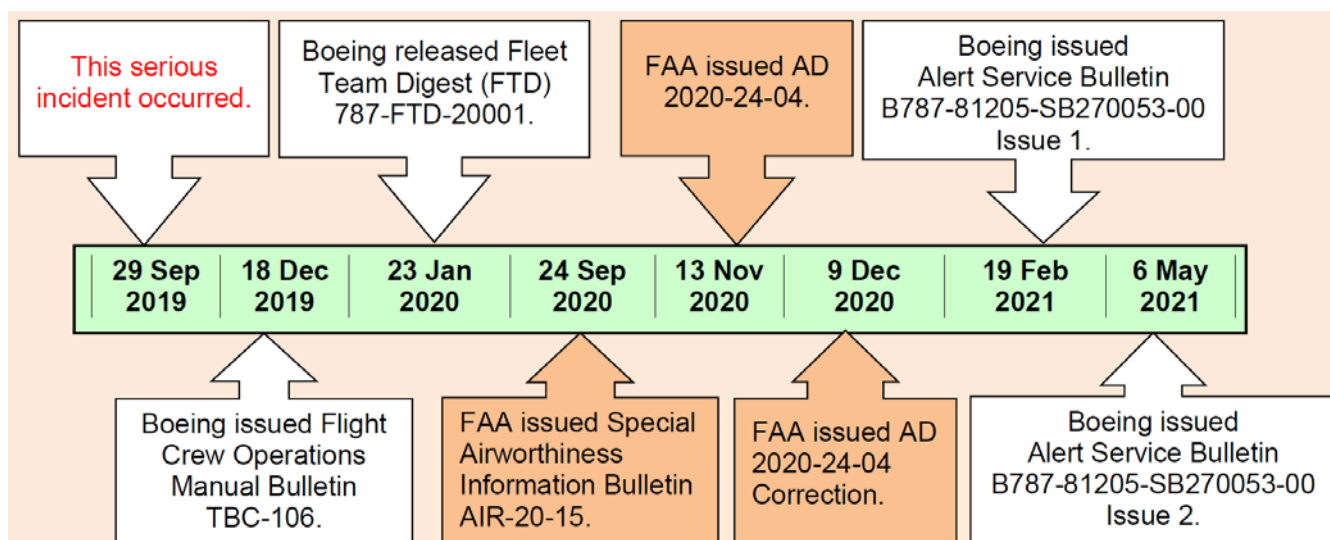 This serious
incident occurred.
Boeing released Fleet
Team Digest (FTD)
787-FTD-20001.
FAA issued AD
2020-24-04.
Boeing issued
Alert Service Bulletin
B787-81205-SB270053-00
Issue 1.
29 Sep
2019
18 Dec
2019
23 Jan
2020
24 Sep
2020
13 Nov
2020
9 Dec
2020
19 Feb
2021
6 May
2021
Boeing issued Flight
Crew Operations
Manual Bulletin
TBC-106.
FAA issued Special
Airworthiness
Information Bulletin
AIR-20-15.
FAA issued AD
2020-24-04
Correction.
Boeing issued
Alert Service Bulletin
B787-81205-SB270053-00
Issue 2.